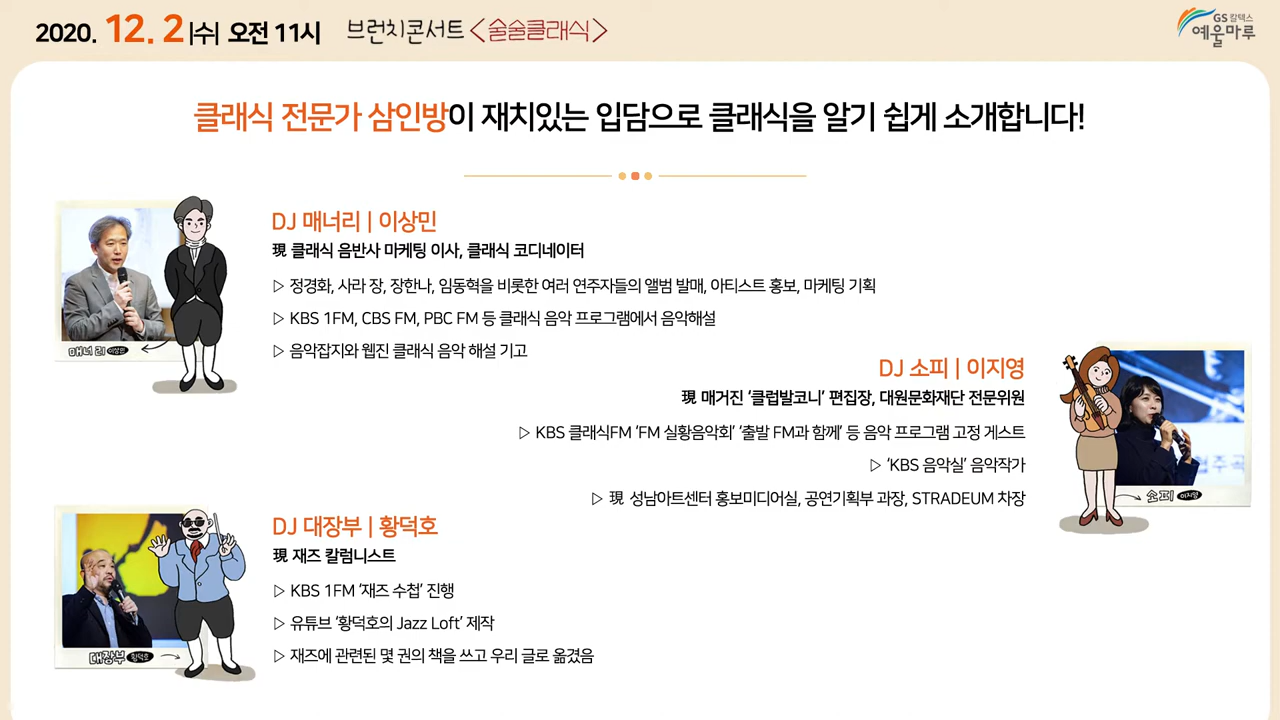 2020. 12. 2 |수| 오전 11시 브런치콘서트 <술술클래식>
GS칼텍스
예울마루
클래식 전문가 삼인방이 재치있는 입담으로 클래식을 알기 쉽게 소개합니다!
DJ 매너리 | 이상민
現 클래식 음반사 마케팅 이사, 클래식 코디네이터
▷ 정경화, 사라 장, 장한나, 임동혁을 비롯한 여러 연주자들의 앨범 발매, 아티스트 홍보, 마케팅 기획
▷ KBS 1FM, CBS FM, PBC FM 등 클래식 음악 프로그램에서 음악해설
▷ 음악잡지와 웹진 클래식 음악 해설 기고
매너리 이상민
DJ 소피 | 이지영
現 매거진 '클럽발코니' 편집장, 대원문화재단 전문위원
▷ KBS 클래식FM 'FM 실황음악회' '출발 FM과 함께' 등 음악 프로그램 고정 게스트
▷ 'KBS 음악실' 음악작가
▷ 現 성남아트센터 홍보미디어실, 공연기획부 과장, STRADEUM 차장
소피 이지영
DJ 대장부 | 황덕호
現 재즈 칼럼니스트
▷ KBS 1FM '재즈 수첩' 진행
▷ 유튜브 '황덕호의 Jazz Loft' 제작
▷ 재즈에 관련된 몇 권의 책을 쓰고 우리 글로 옮겼음
대장부 황덕호